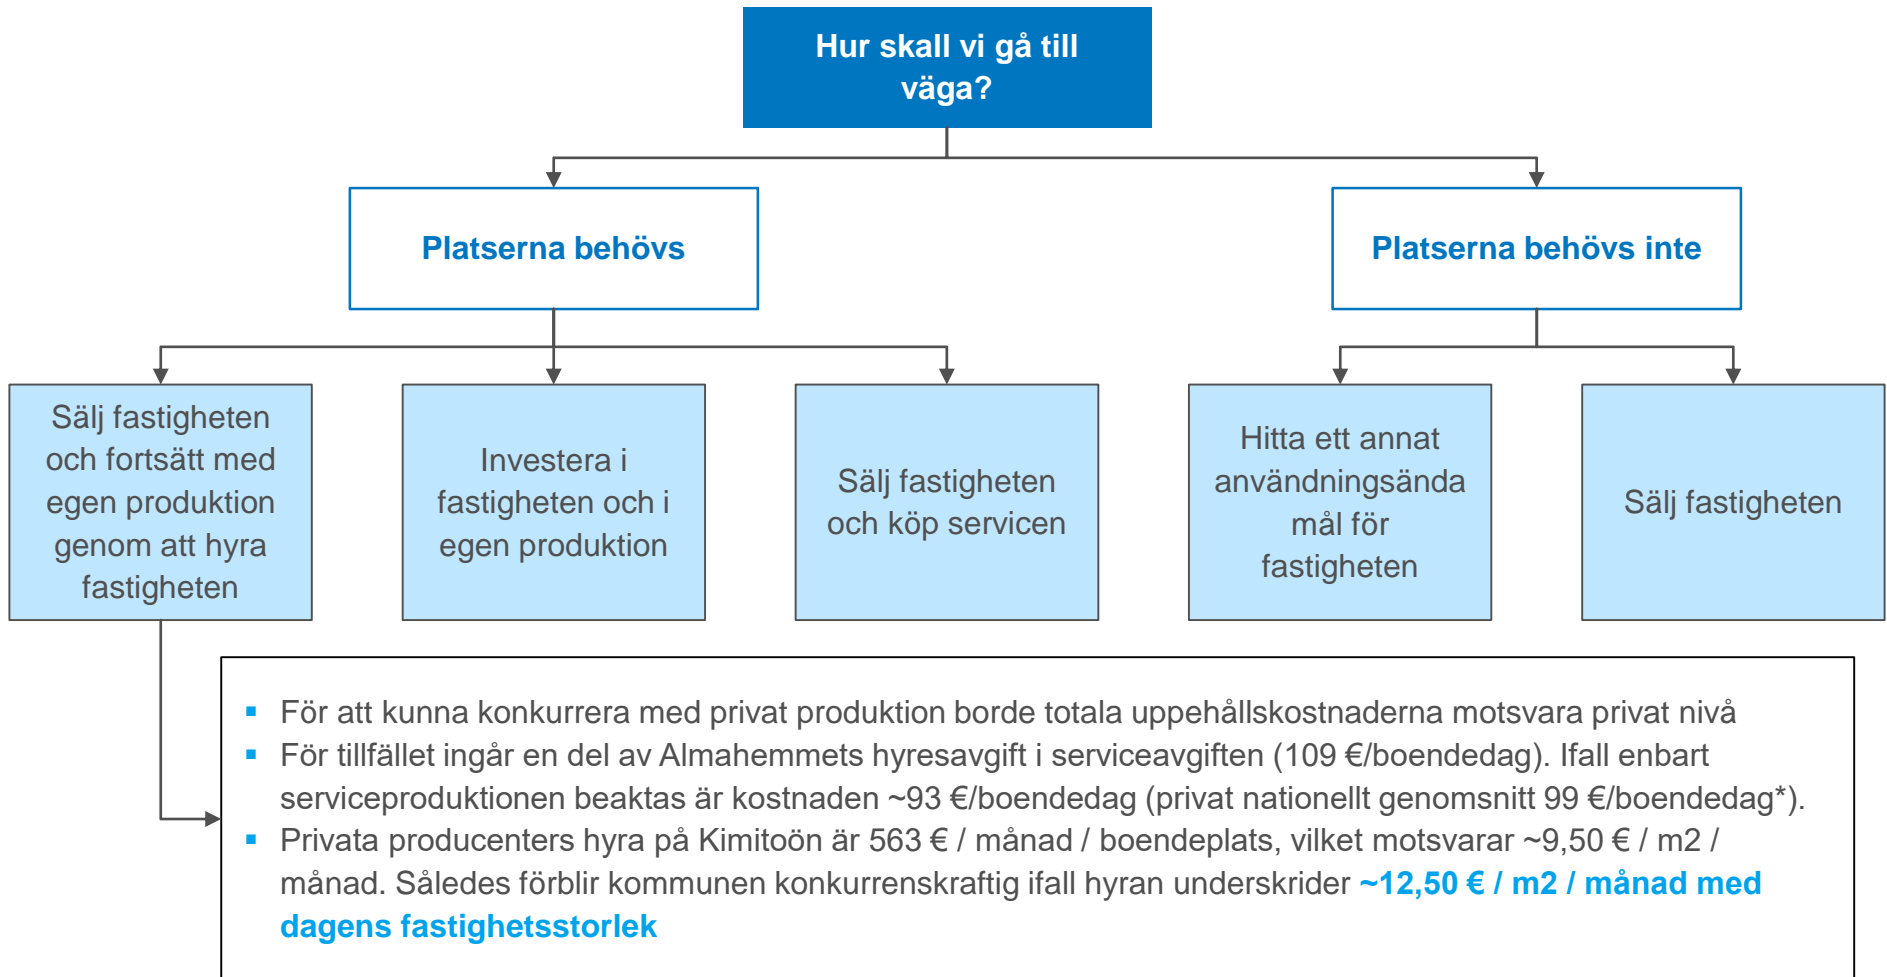 Hur skall vi gå till
väga?
Platserna behövs
Platserna behövs inte
Sälj fastigheten
och fortsätt med
egen produktion
genom att hyra
fastigheten
Investera i
fastigheten och i
egen produktion
Sälj fastigheten
och köp servicen
Hitta ett annat
användningsända
mål för
fastigheten
Sälj fastigheten
▪ För att kunna konkurrera med privat produktion borde totala uppehållskostnaderna motsvara privat nivå
▪ För tillfället ingår en del av Almahemmets hyresavgift i serviceavgiften (109 €/boendedag). Ifall enbart
serviceproduktionen beaktas är kostnaden ~93 €/boendedag (privat nationellt genomsnitt 99 €/boendedag*).
▪ Privata producenters hyra på Kimitoön är 563 € / månad / boendeplats, vilket motsvarar ~9,50 € / m2 /
månad. Således förblir kommunen konkurrenskraftig ifall hyran underskrider ~12,50 € / m2 / månad med
dagens fastighetsstorlek